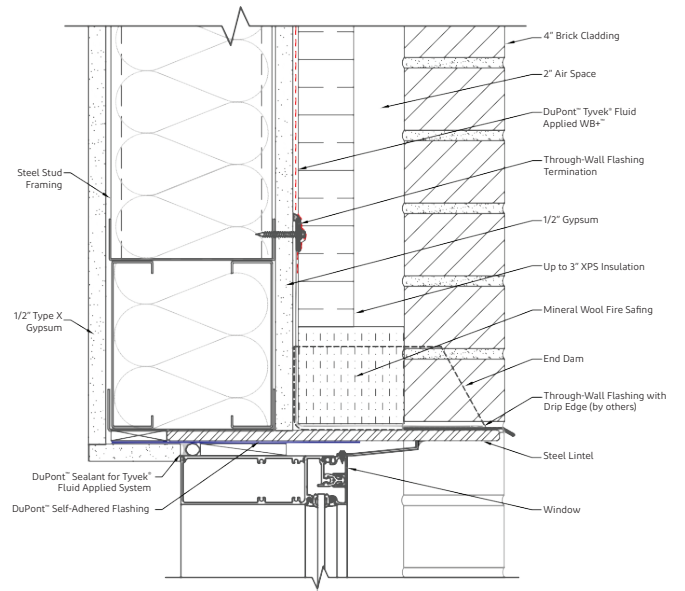 4" Brick Cladding
2" Air Space
DuPont™ Tyvek® Fluid
Applied WB+™
Through-Wall Flashing
Termination
Steel Stud
Framing
1/2" Gypsum
Up to 3" XPS Insulation
Mineral Wool Fire Safing
1/2" Type X
Gypsum
End Dam
Through-Wall Flashing with
Drip Edge (by others)
Steel Lintel
DuPont™ Sealant for Tyvek®
Fluid Applied System
DuPont™ Self-Adhered Flashing
Window